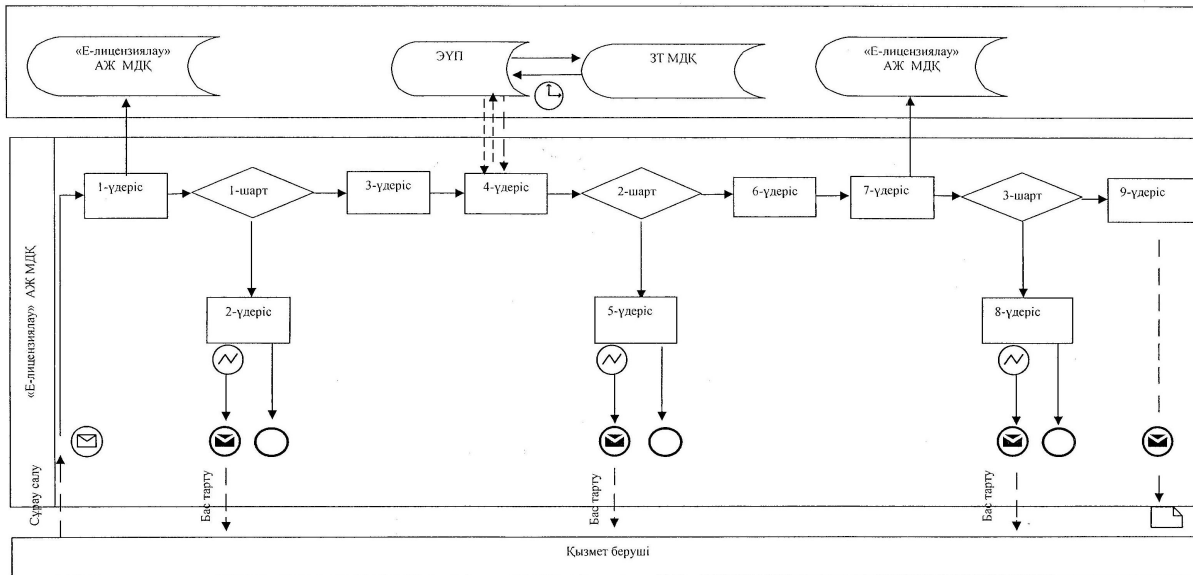 «Е-лицензиялау»
АЖ МДҚ
ЭҮП
ЗТ МДҚ
«Е-лицензиялау»
АЖ МДҚ
1-үдеріс
1-шарт
3-үдеріс
4-үдеріс
2-шарт
6-үдеріс
7-үдеріс
3-шарт
9-үдеріс
2-үдеріс
5-үдеріс
8-үдеріс
«Е-лицензиялау» АЖ МДҚ
Сұрау салу
Бас тарту
Бас тарту
Бас тарту
Қызмет беруші